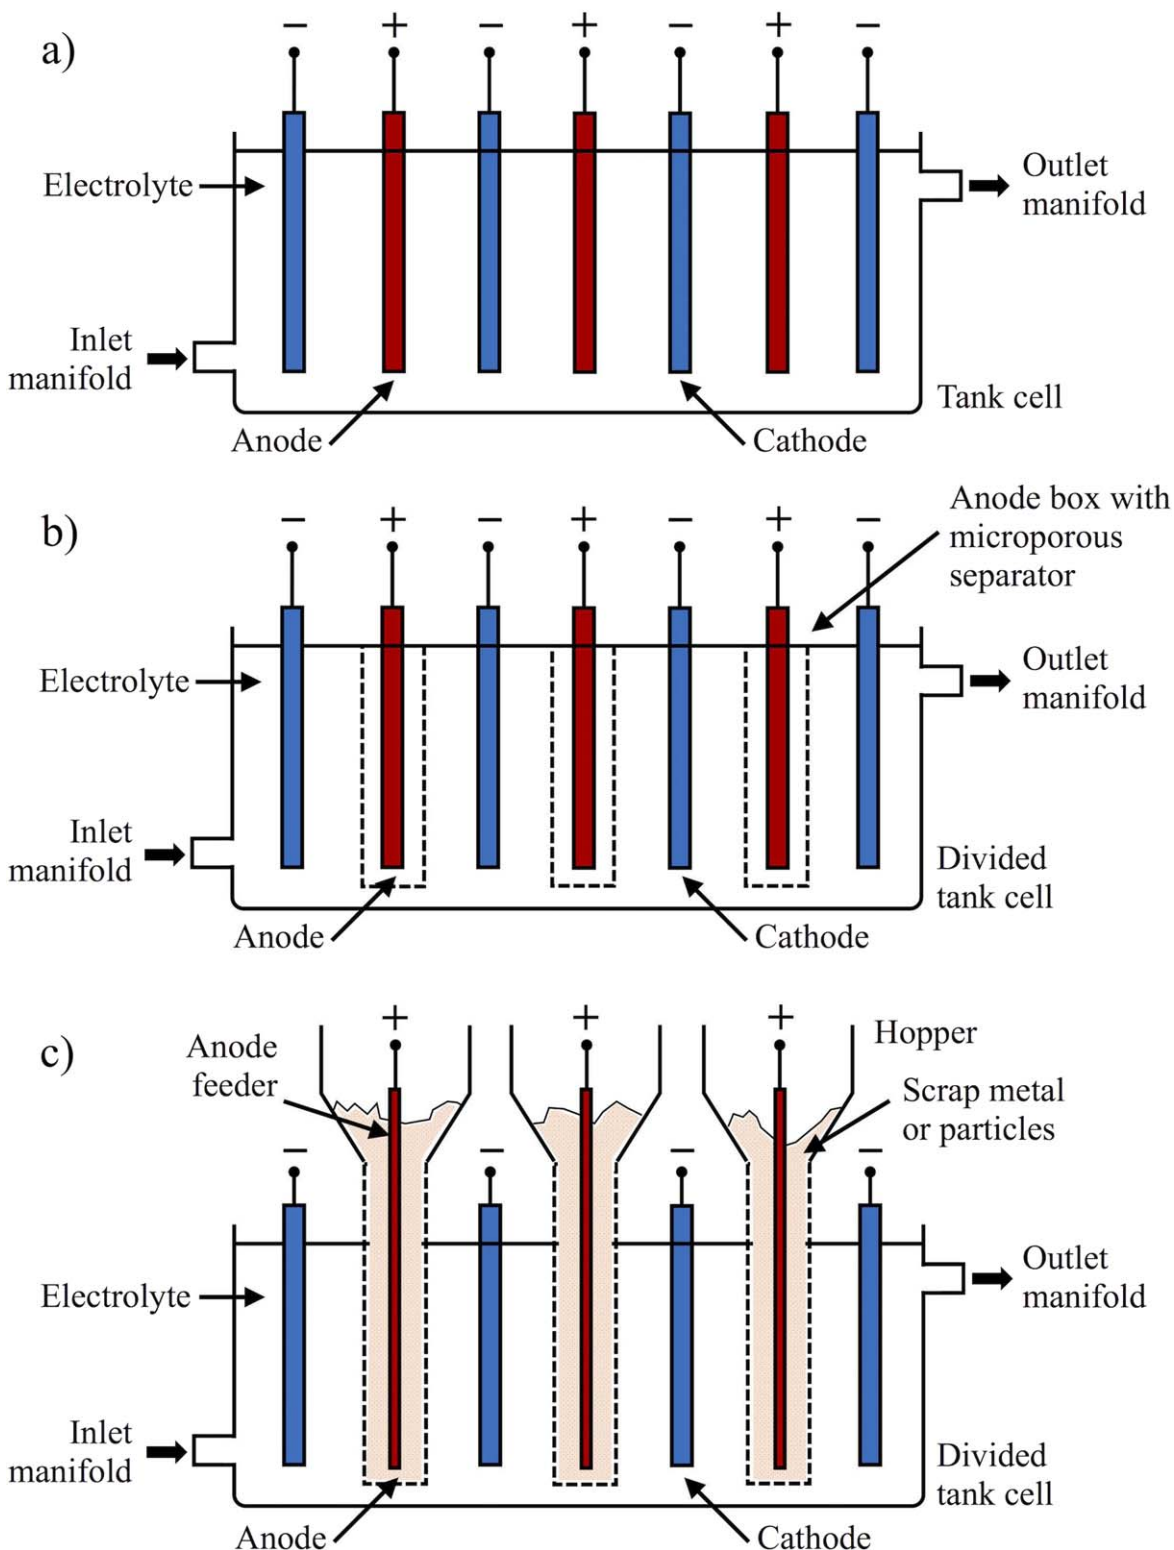 a)
− + − + − + −
Electrolyte
Outlet
manifold
Inlet
manifold
Tank cell
Anode
Cathode
b)
− + − + − + −
Anode box with
microporous
separator
Electrolyte
Outlet
manifold
Inlet
manifold
Divided
tank cell
Anode
Cathode
c)
+ + +
Anode
feeder
Hopper
Scrap metal
or particles
− − − −
Electrolyte
Outlet
manifold
Inlet
manifold
Divided
tank cell
Anode
Cathode